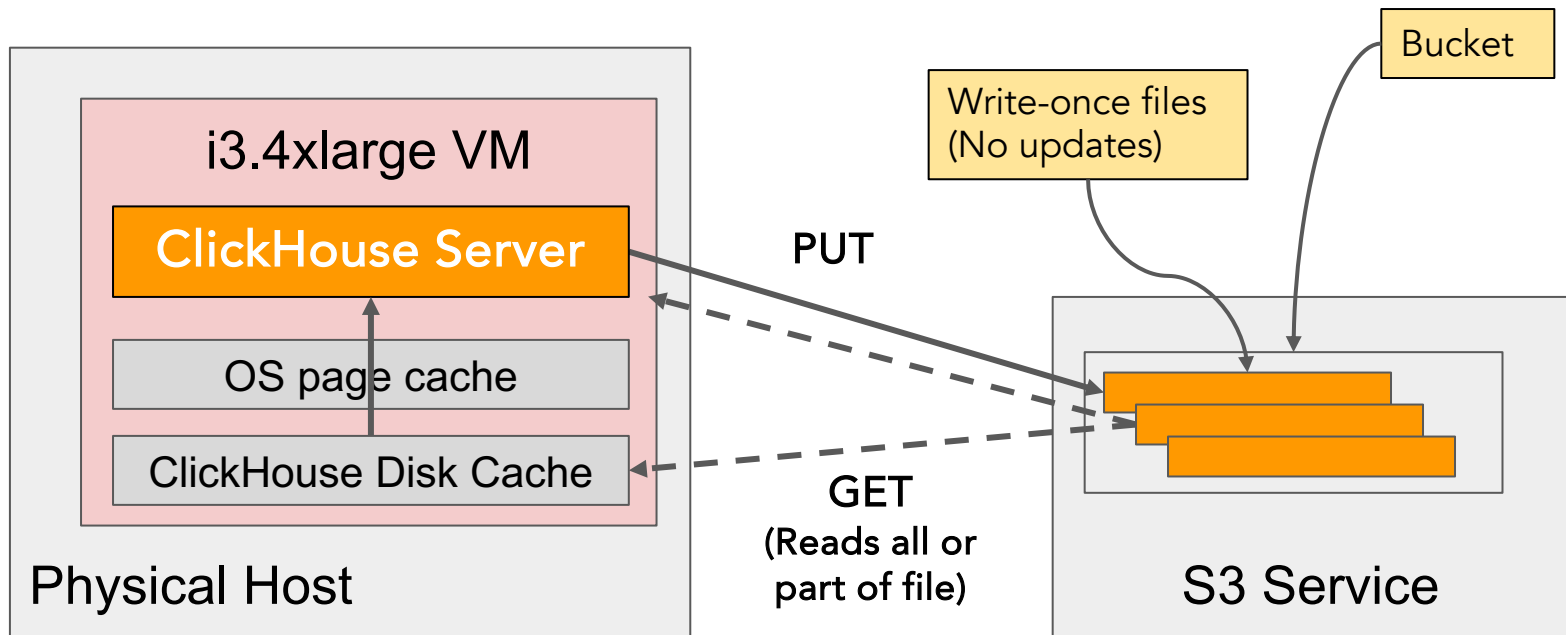 Bucket
Write-once files
(No updates)
i3.4xlarge VM
ClickHouse Server
PUT
OS page cache
ClickHouse Disk Cache
GET
(Reads all or
part of file)
Physical Host
S3 Service